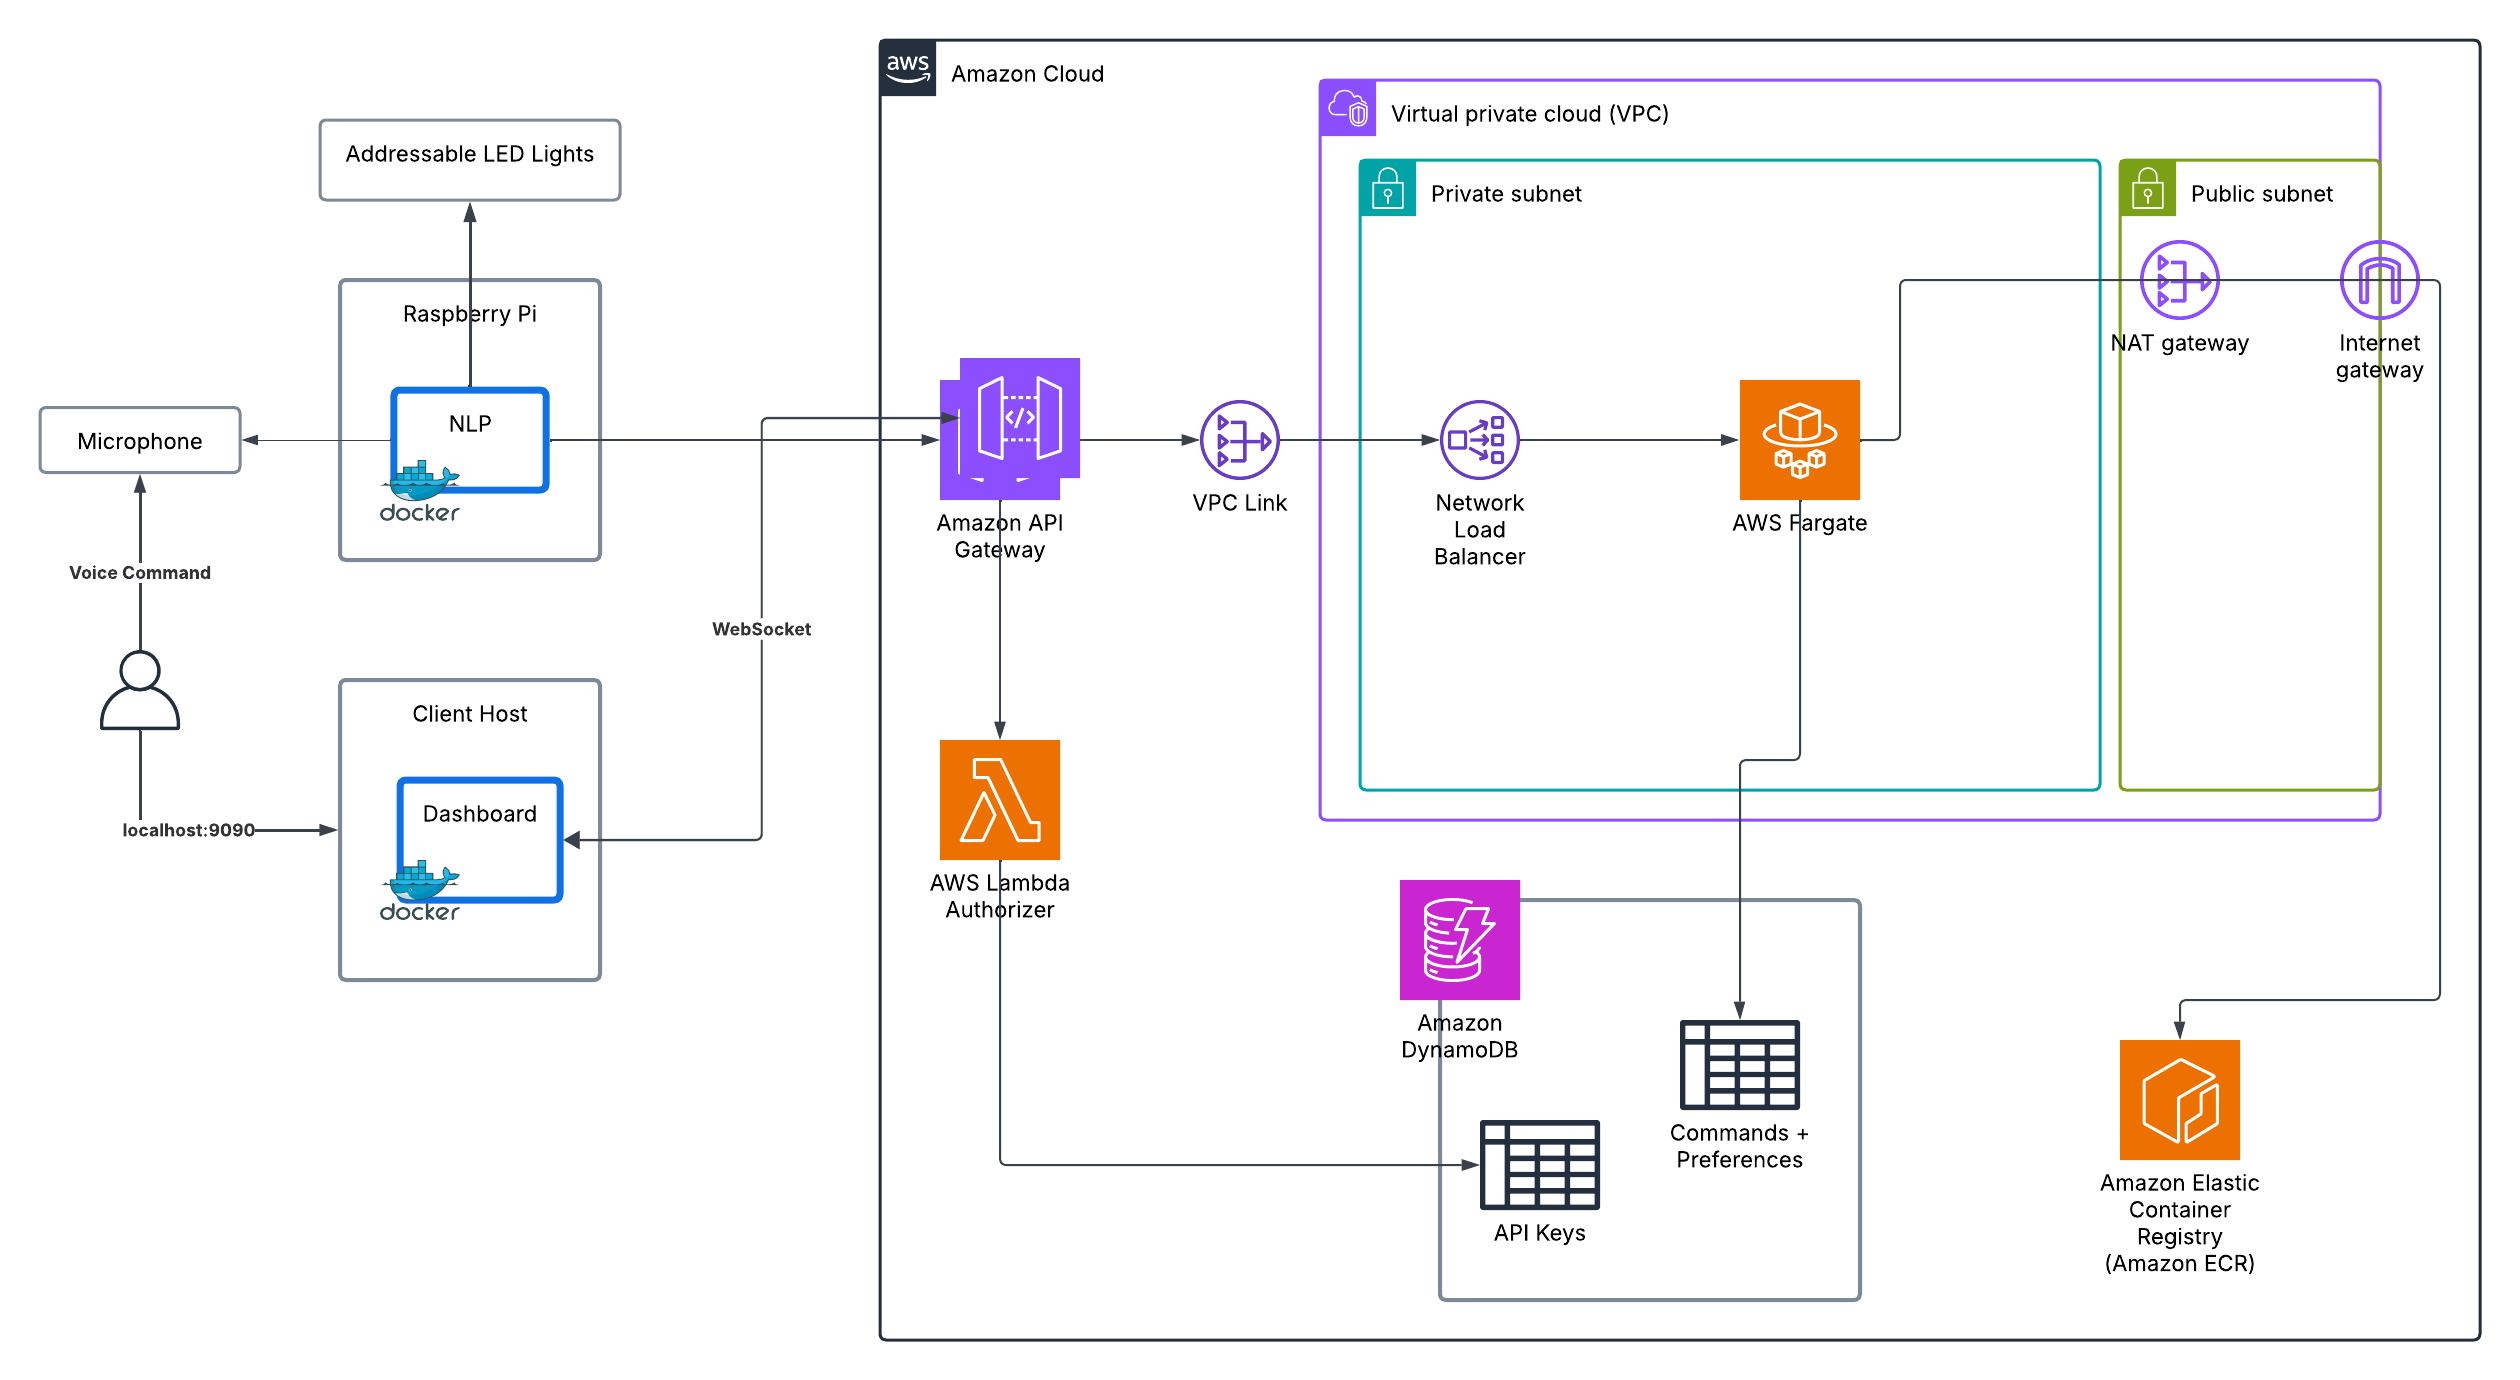 aws
Amazon Cloud
Virtual private cloud (VPC)
Addressable LED Lights
Private subnet
Public subnet
Raspberry Pi
NAT gateway
Internet
gateway
Microphone
NLP
docker
Amazon API
Gateway
VPC Link
Network
Load
Balancer
AWS Fargate
Voice Command
WebSocket
Client Host
Dashboard
localhost:9090
docker
AWS Lambda
Authorizer
Amazon
DynamoDB
Commands +
Preferences
API Keys
Amazon Elastic
Container
Registry
(Amazon ECR)